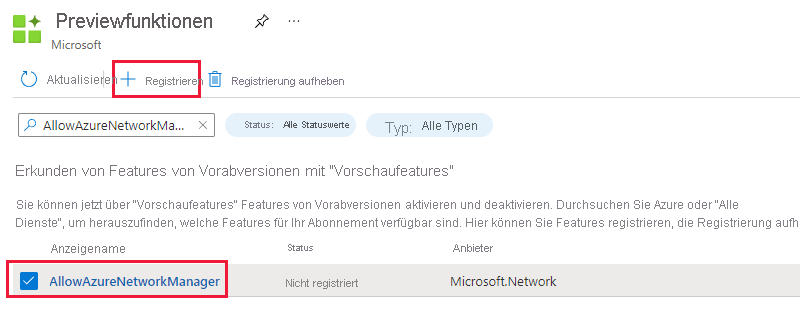 Previewfunktionen
Microsoft
Aktualisieren Registrieren Registrierung aufheben
AllowAzureNetworkMa... Status: Alle Statuswerte Typ: Alle Typen
Erkunden von Features von Vorabversionen mit "Vorschaufeatures"
Sie können jetzt über "Vorschaufeatures" Features von Vorabversionen aktivieren und deaktivieren. Durchsuchen Sie Azure oder "Alle
Dienste", um herauszufinden, welche Features für Ihr Abonnement verfügbar sind. Hier können Sie Features registrieren, die Registrierung aufh
Anzeigename Status Anbieter
AllowAzureNetworkManager Nicht registriert Microsoft.Network